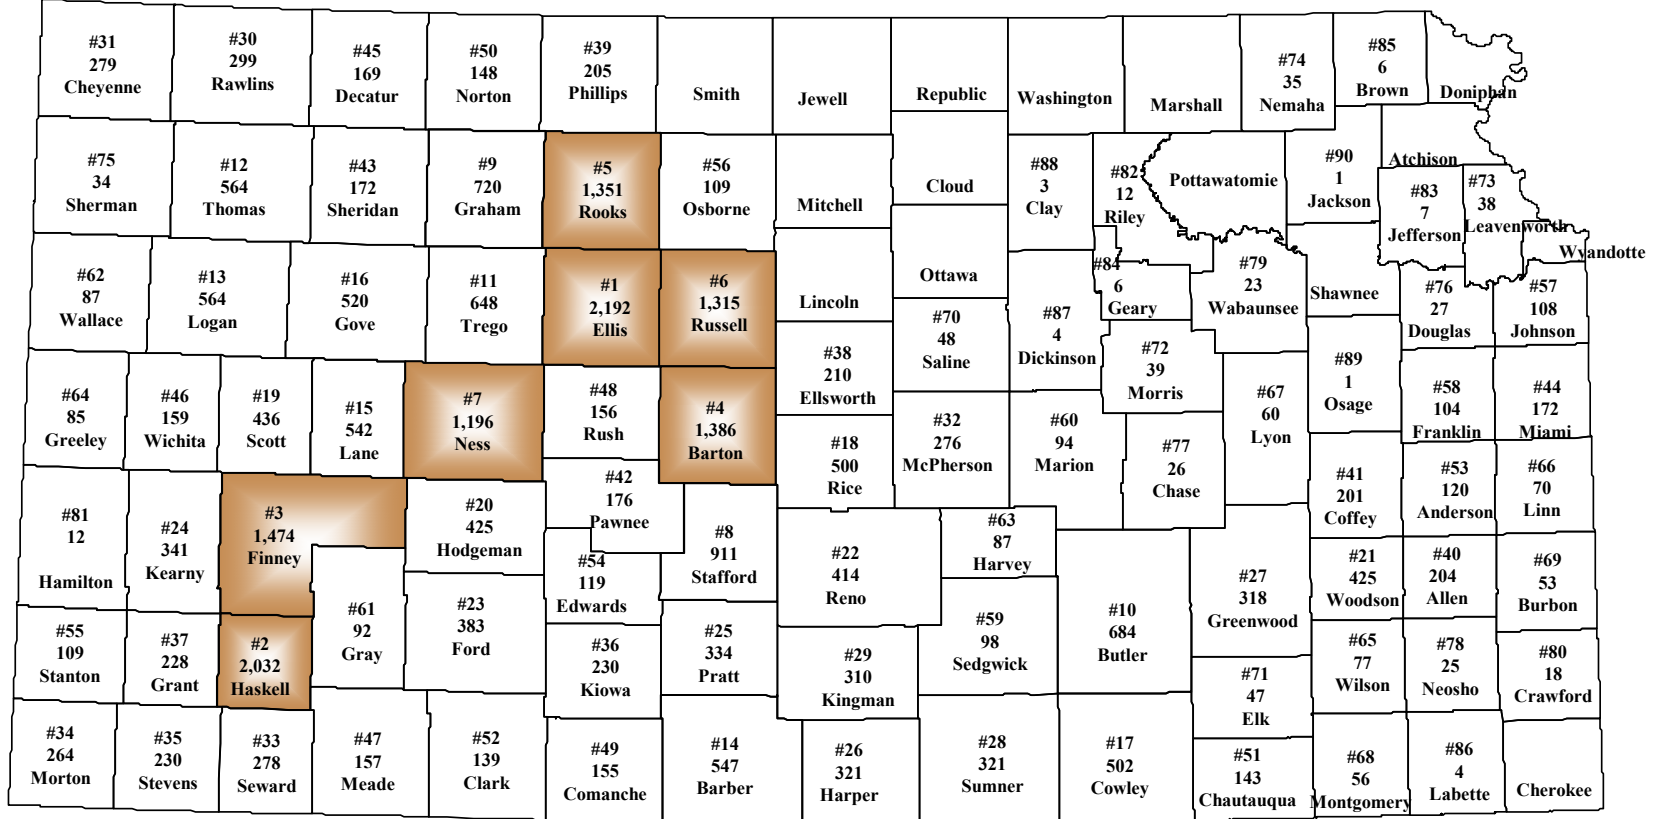 #31
279
Cheyenne
#30
299
Rawlins
#45
169
Decatur
#50
148
Norton
#39
205
Phillips
Smith
Jewell
Republic
Washington
Marshall
#74
35
Nemaha
#85
6
Brown
Doniphan
#75
34
Sherman
#12
564
Thomas
#43
172
Sheridan
#9
720
Graham
#5
1,351
Rooks
#56
109
Osborne
Mitchell
Cloud
#88
3
Clay
#82
12
Riley
Pottawatomie
#90
1
Jackson
Atchison
#83
7
Jefferson
#73
38
Leavenworth
Wyandotte
#62
87
Wallace
#13
564
Logan
#16
520
Gove
#11
648
Trego
#1
2,192
Ellis
#6
1,315
Russell
Lincoln
Ottawa
#70
48
Saline
#87
4
Dickinson
#84
6
Geary
#79
23
Wabaunsee
Shawnee
#76
27
Douglas
#57
108
Johnson
#64
85
Greeley
#46
159
Wichita
#19
436
Scott
#15
542
Lane
#7
1,196
Ness
#48
156
Rush
#4
1,386
Barton
#38
210
Ellsworth
#18
500
Rice
#32
276
McPherson
#60
94
Marion
#72
39
Morris
#77
26
Chase
#67
60
Lyon
#89
1
Osage
#58
104
Franklin
#44
172
Miami
#81
12
Hamilton
#24
341
Kearny
#3
1,474
Finney
#20
425
Hodgeman
#42
176
Pawnee
#54
119
Edwards
#8
911
Stafford
#22
414
Reno
#63
87
Harvey
#41
201
Coffey
#53
120
Anderson
#66
70
Linn
#55
109
Stanton
#37
228
Grant
#2
2,032
Haskell
#61
92
Gray
#23
383
Ford
#36
230
Kiowa
#25
334
Pratt
#29
310
Kingman
#59
98
Sedgwick
#10
684
Butler
#27
318
Greenwood
#21
425
Woodson
#40
204
Allen
#69
53
Burbon
#71
47
Elk
#65
77
Wilson
#78
25
Neosho
#80
18
Crawford
#34
264
Morton
#35
230
Stevens
#33
278
Seward
#47
157
Meade
#52
139
Clark
#49
155
Comanche
#14
547
Barber
#26
321
Harper
#28
321
Sumner
#17
502
Cowley
#51
143
Chautauqua
#68
56
Montgomery
#86
4
Labette
Cherokee